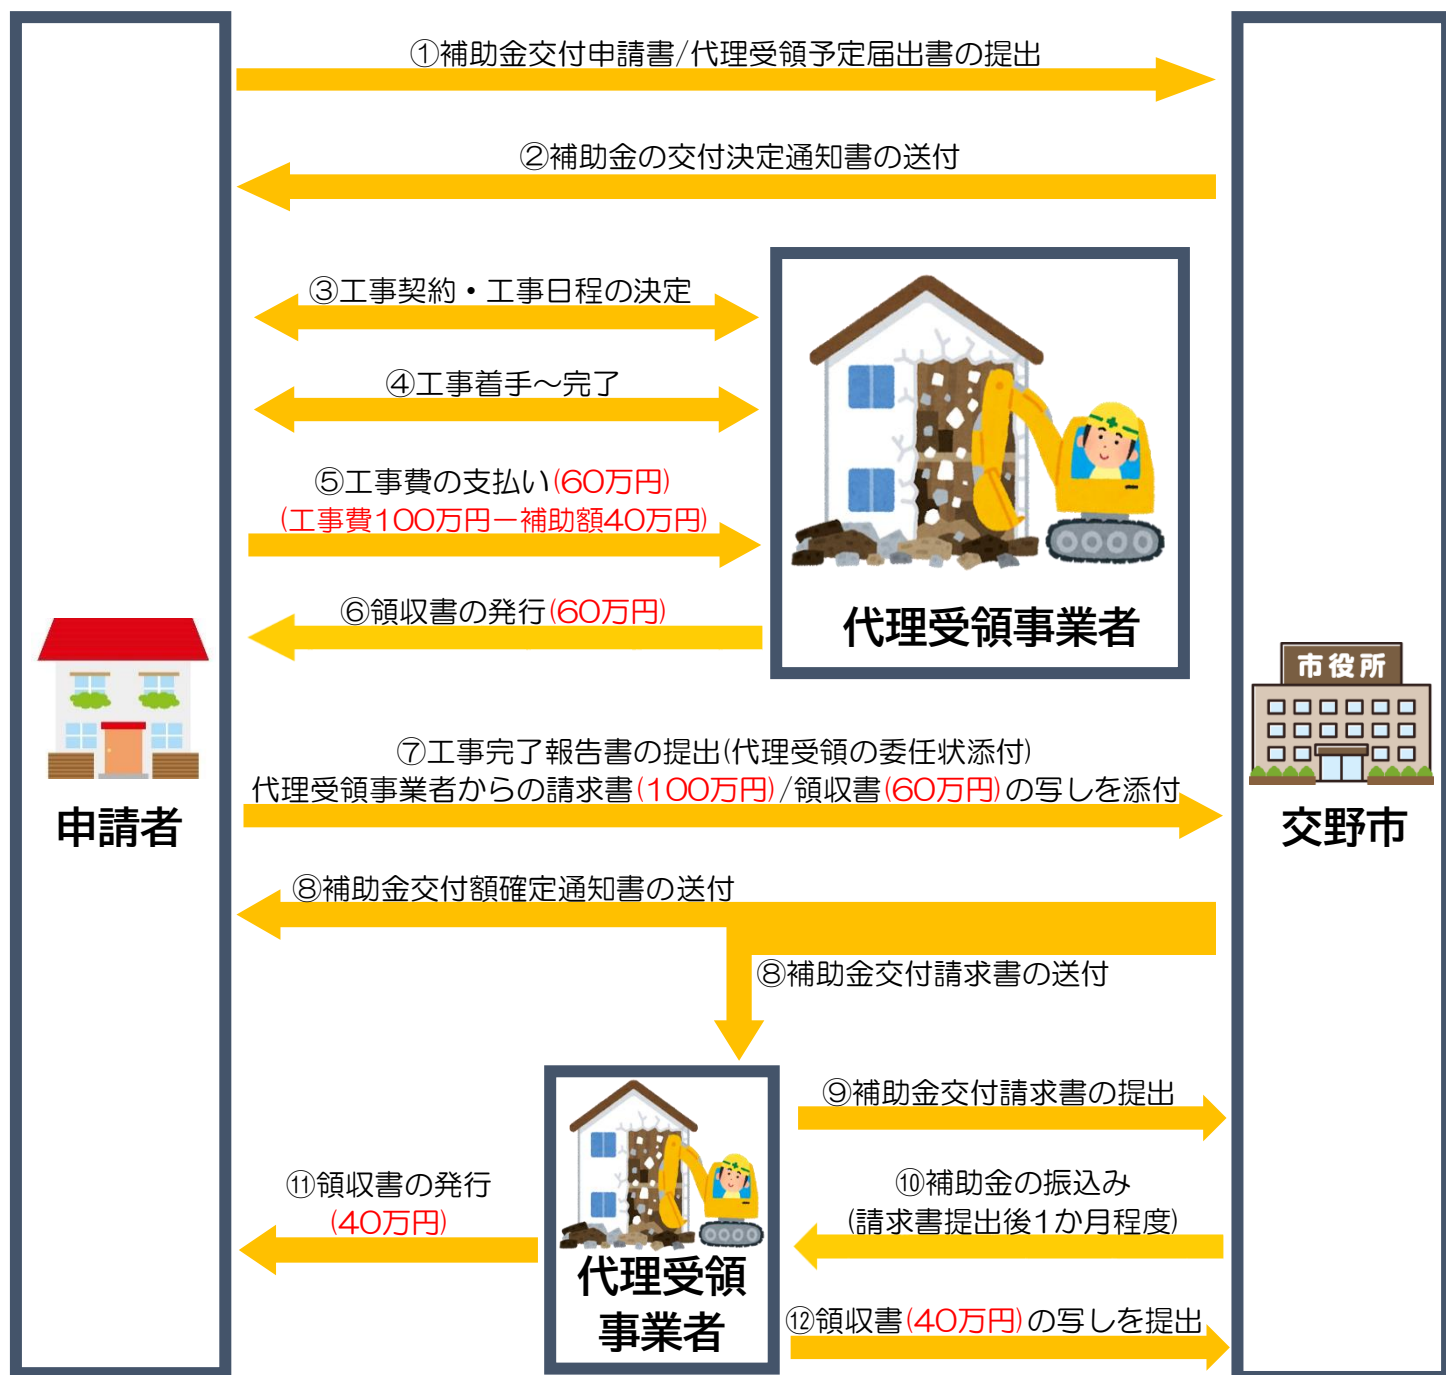 ①補助金交付申請書/代理受領予定届出書の提出
②補助金の交付決定通知書の送付
③工事契約・工事日程の決定
④工事着手～完了
⑤工事費の支払い(60万円)
(工事費100万円ー補助額40万円)
⑥領収書の発行(60万円)
代理受領事業者
市役所
⑦工事完了報告書の提出(代理受領の委任状添付)
代理受領事業者からの請求書(100万円)/領収書(60万円)の写しを添付
申請者
交野市
⑧補助金交付額確定通知書の送付
⑧補助金交付請求書の送付
⑨補助金交付請求書の提出
⑩補助金の振込み
(請求書提出後1か月程度)
⑪領収書の発行
(40万円)
代理受領
事業者
⑫領収書(40万円)の写しを提出